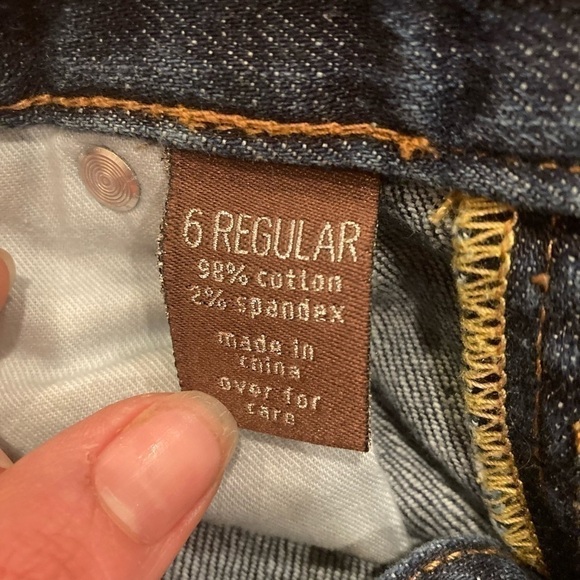 6 REGULAR
98% cotton
2% spandex
made in
china
over for
care